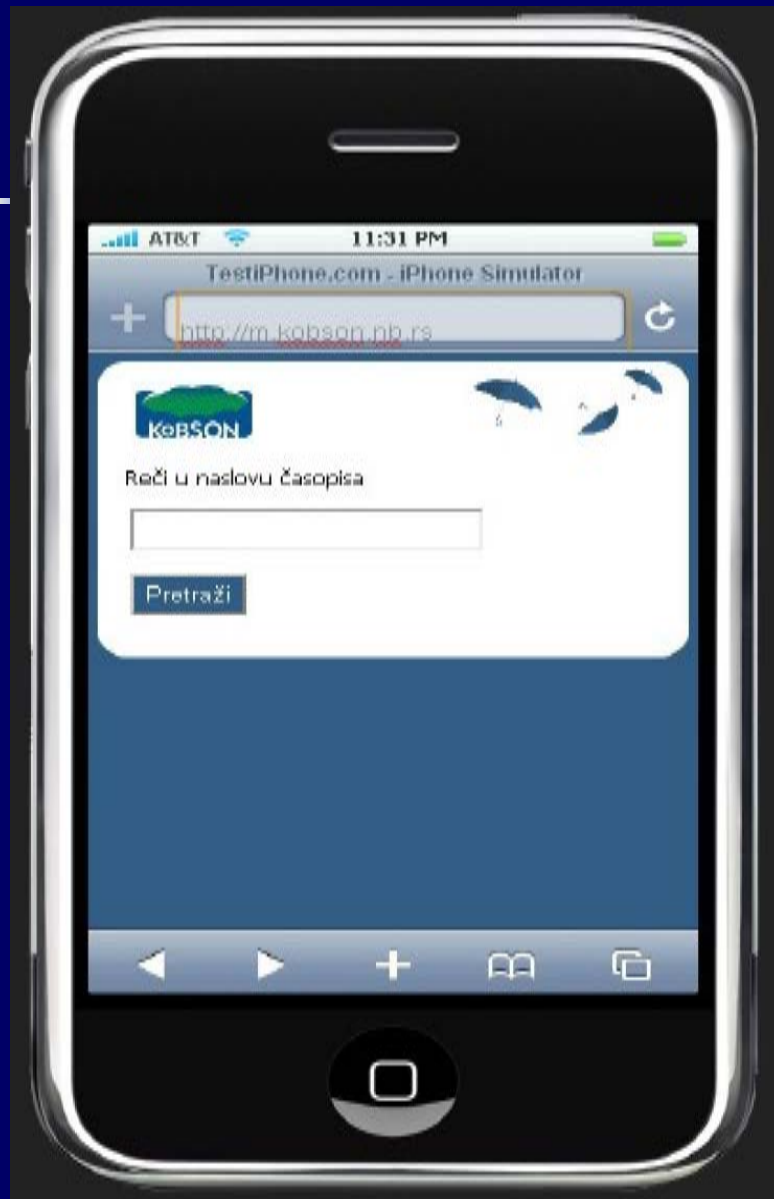 AT&T 11:31 PM
TestiPhone.com - iPhone Simulator
http://m.kobson.nb.rs
KoBSON
Reči u naslovu časopisa
Pretraži